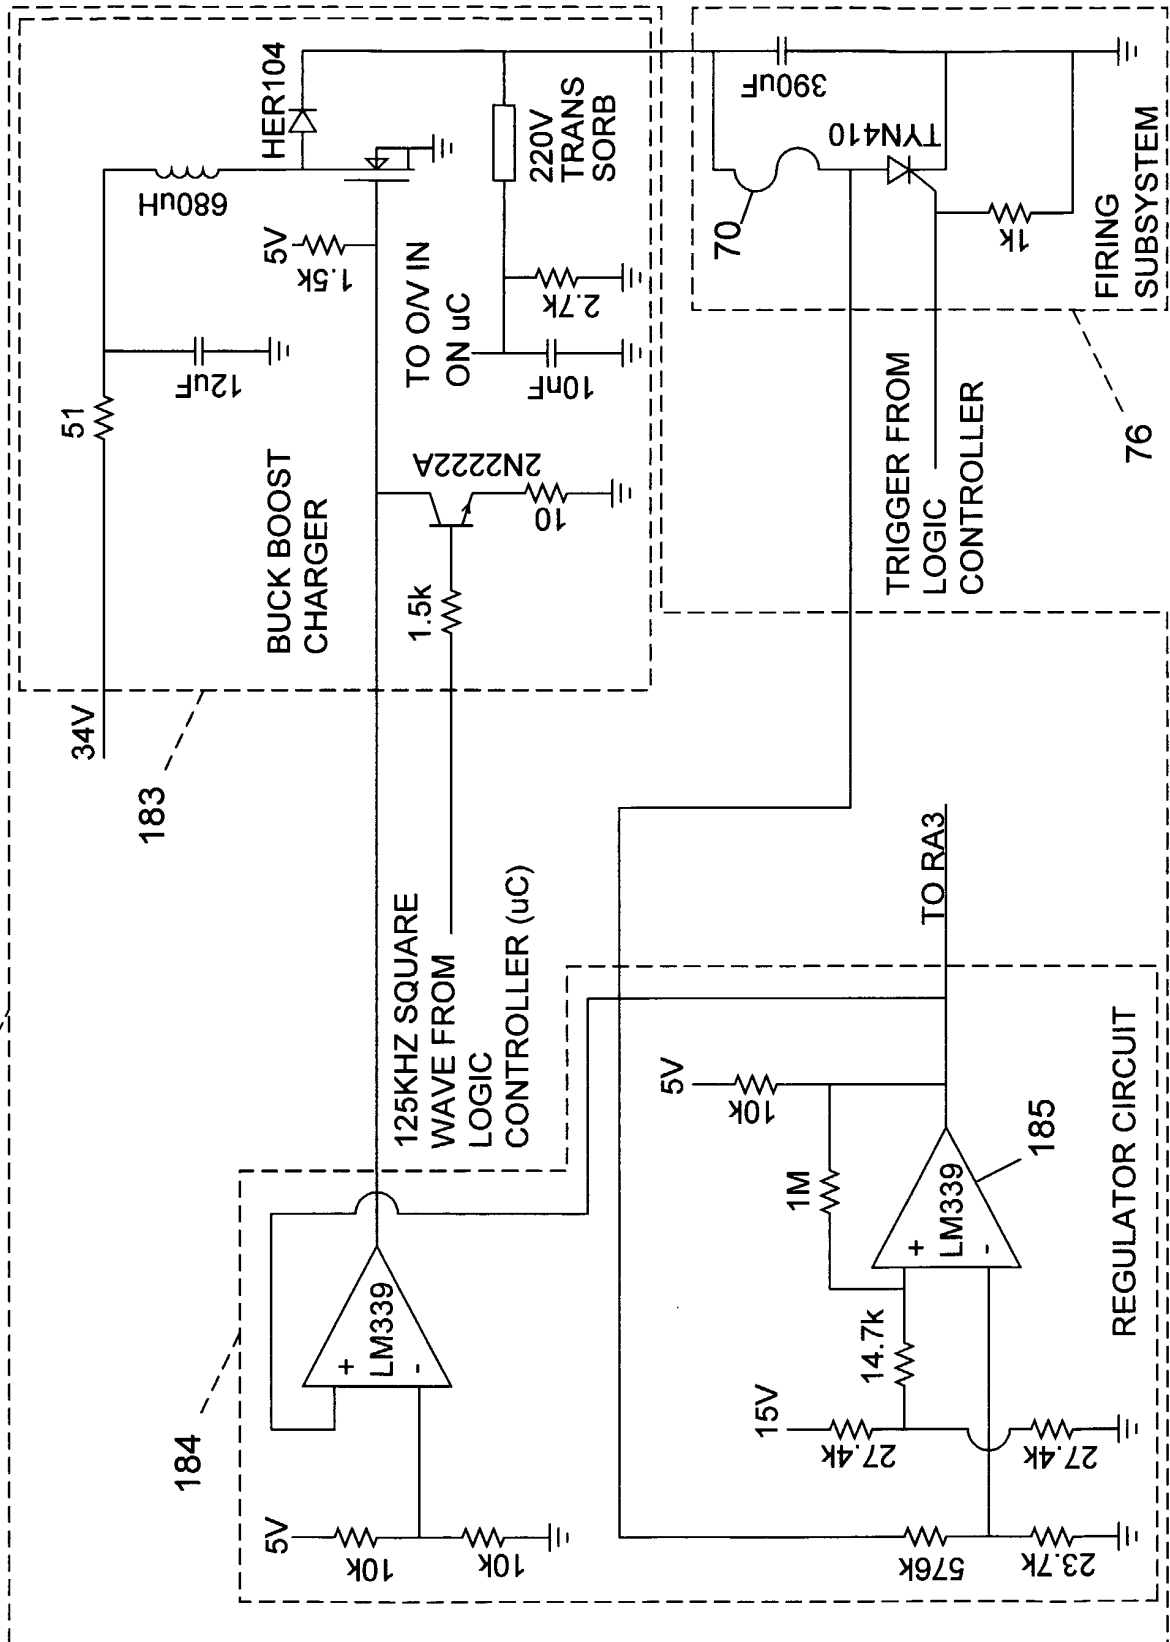 34V
51
12uF
680uH
HER104
5V
1.5k
BUCK BOOST
CHARGER
183
TO O/V IN
ON uC
220V
TRANS
SORB
2.7k
10nF
2N2222A
10
1.5k
125KHZ SQUARE
WAVE FROM
LOGIC
CONTROLLER (uC)
390uF
TYN410
70
1k
FIRING
SUBSYSTEM
76
TRIGGER FROM
LOGIC
CONTROLLER
184
5V
10k
10k
+
LM339
-
5V
10k
1M
TO RA3
185
+
LM339
-
14.7k
15V
27.4k
27.4k
576k
23.7k
REGULATOR CIRCUIT